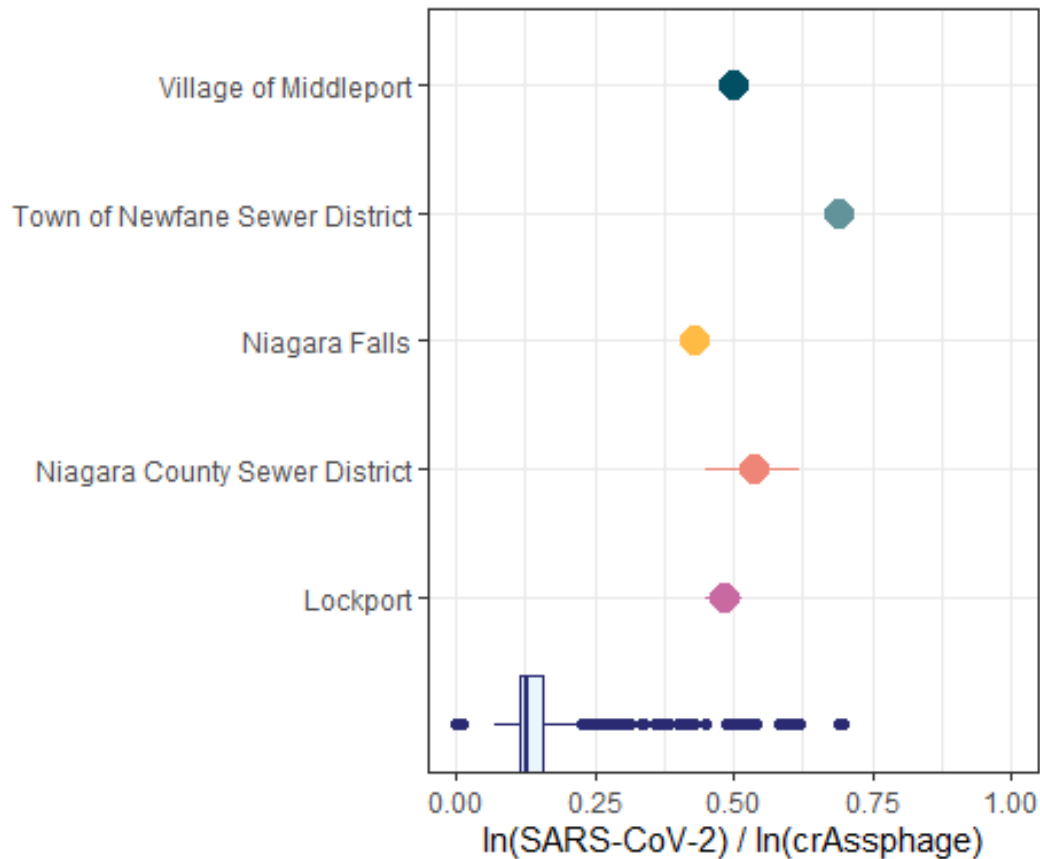 Village of Middleport
Town of Newfane Sewer District
Niagara Falls
Niagara County Sewer District
Lockport
0.00 0.25 0.50 0.75 1.00
ln(SARS-CoV-2) / ln(crAssphage)